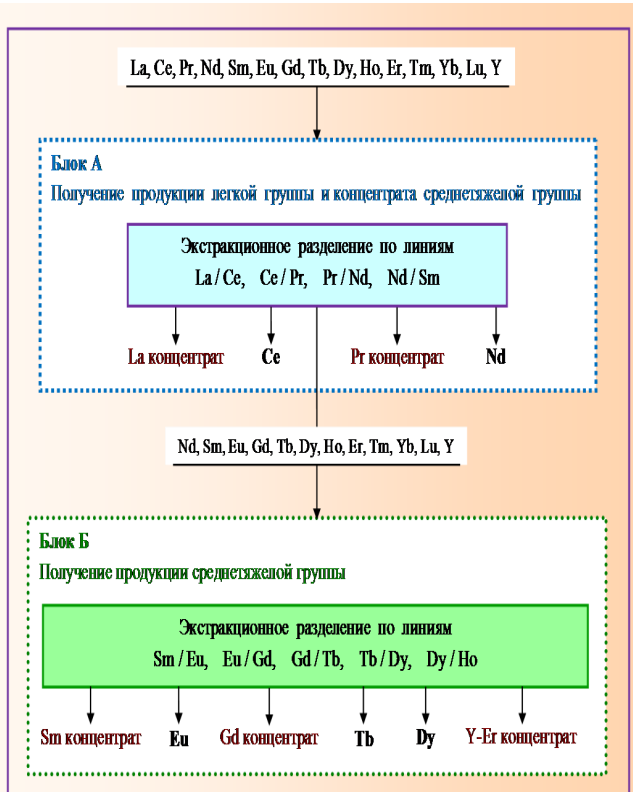 La, Ce, Pr, Nd, Sm, Eu, Gd, Tb, Dy, Ho, Er, Tm, Yb, Lu, Y
Блок А
Получение продукции легкой группы и концентрата среднетяжелой группы
Экстракционное разделение по линиям
La / Ce, Ce / Pr, Pr / Nd, Nd / Sm
La концентрат Ce Pr концентрат Nd
Nd, Sm, Eu, Gd, Tb, Dy, Ho, Er, Tm, Yb, Lu, Y
Блок Б
Получение продукции среднетяжелой группы
Экстракционное разделение по линиям
Sm / Eu, Eu / Gd, Gd / Tb, Tb / Dy, Dy / Ho
Sm концентрат Eu Gd концентрат Tb Dy Y-Er концентрат